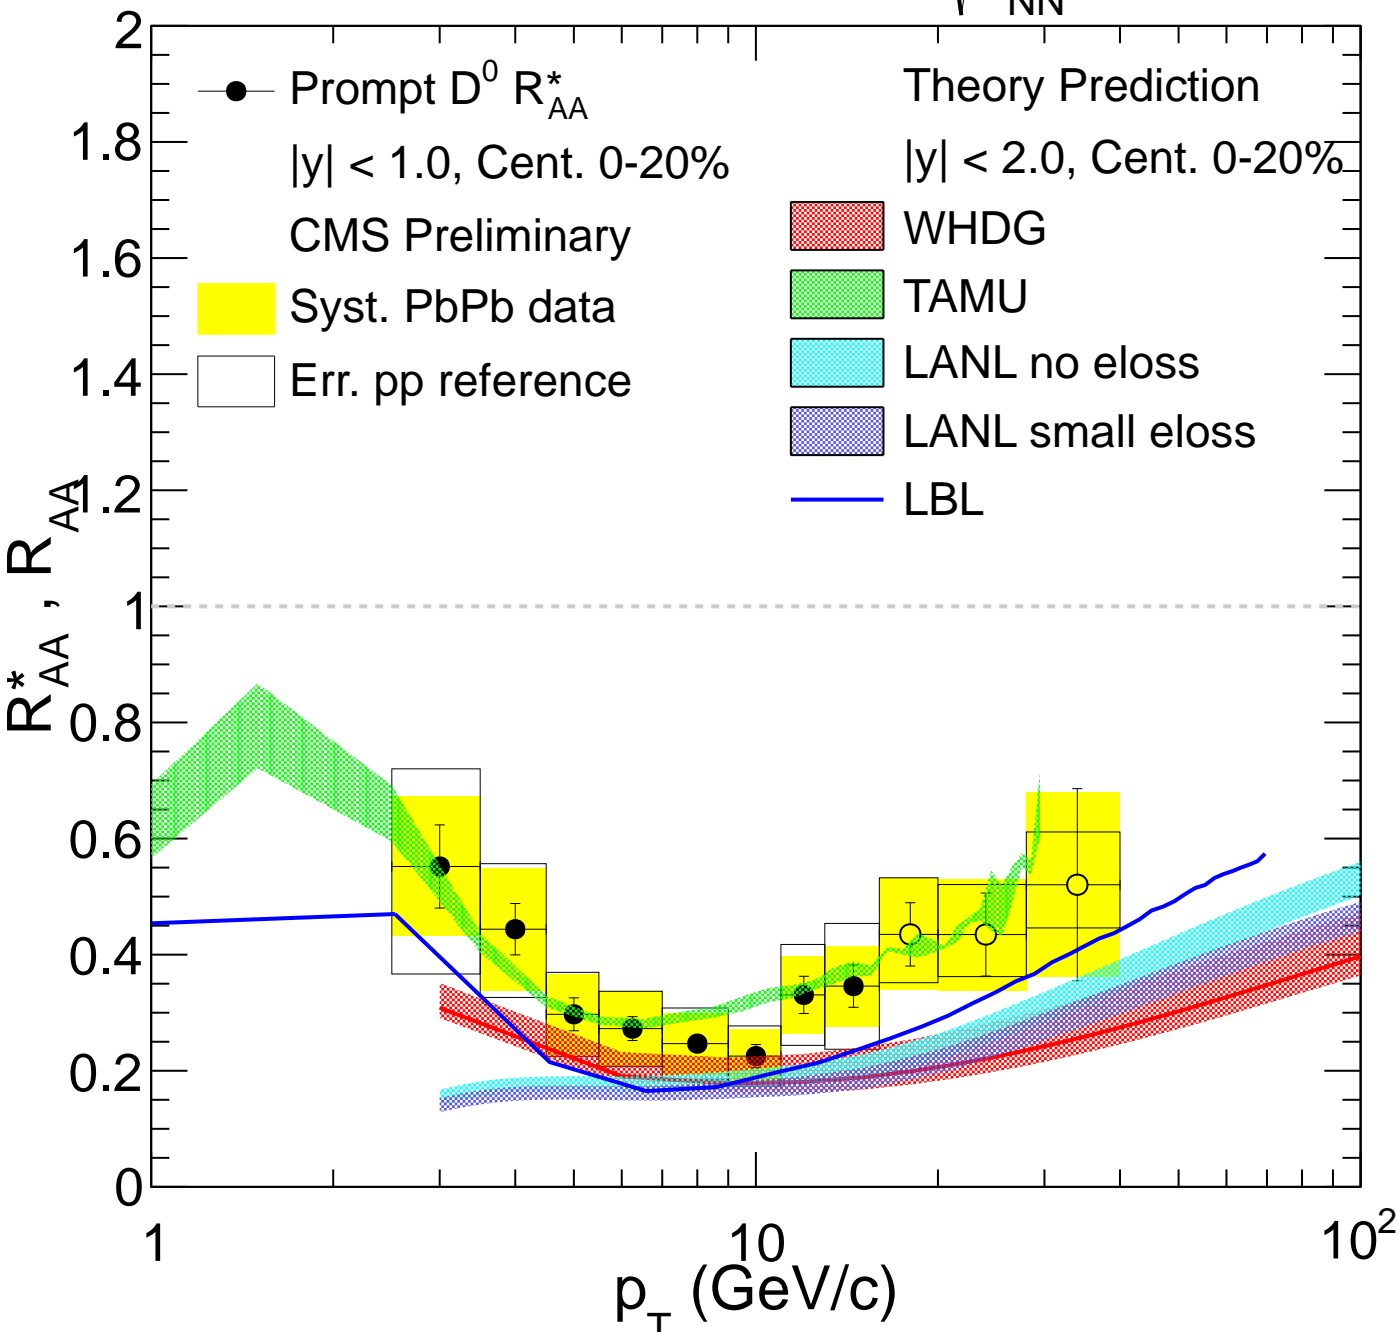 √ NN
2
1.8
1.6
1.4
1.2
1
0.8
0.6
0.4
0.2
0
R*AA , RAA
Prompt D⁰ R*AA
|y| < 1.0, Cent. 0-20%
CMS Preliminary
Syst. PbPb data
Err. pp reference
Theory Prediction
|y| < 2.0, Cent. 0-20%
WHDG
TAMU
LANL no eloss
LANL small eloss
LBL
1
10
10²
pT (GeV/c)